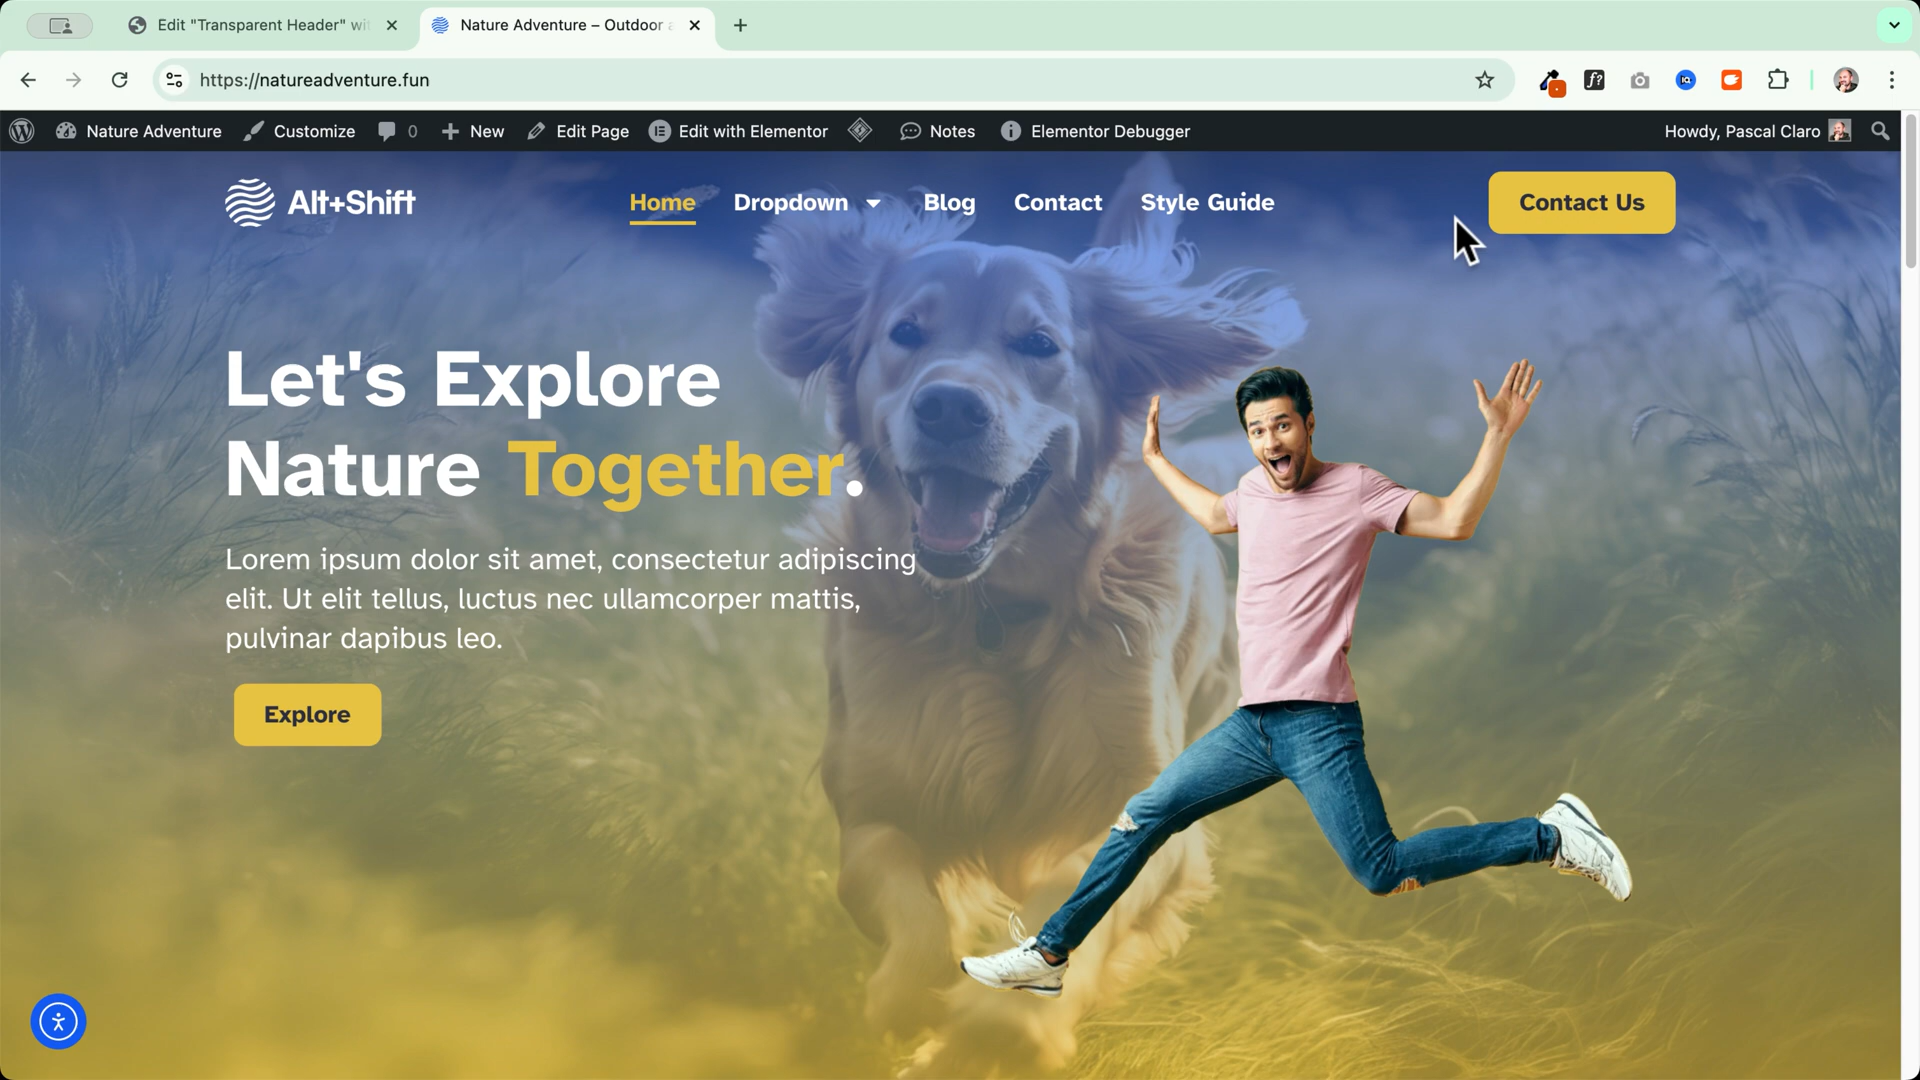 Edit "Transparent Header" wi
Nature Adventure – Outdoor a
https://natureadventure.fun
Nature Adventure
Customize
0
New
Edit Page
Edit with Elementor
Notes
Elementor Debugger
Howdy, Pascal Claro
Alt+Shift
Home
Dropdown
Blog
Contact
Style Guide
Contact Us
Let's Explore
Nature Together.
Lorem ipsum dolor sit amet, consectetur adipiscing
elit. Ut elit tellus, luctus nec ullamcorper mattis,
pulvinar dapibus leo.
Explore